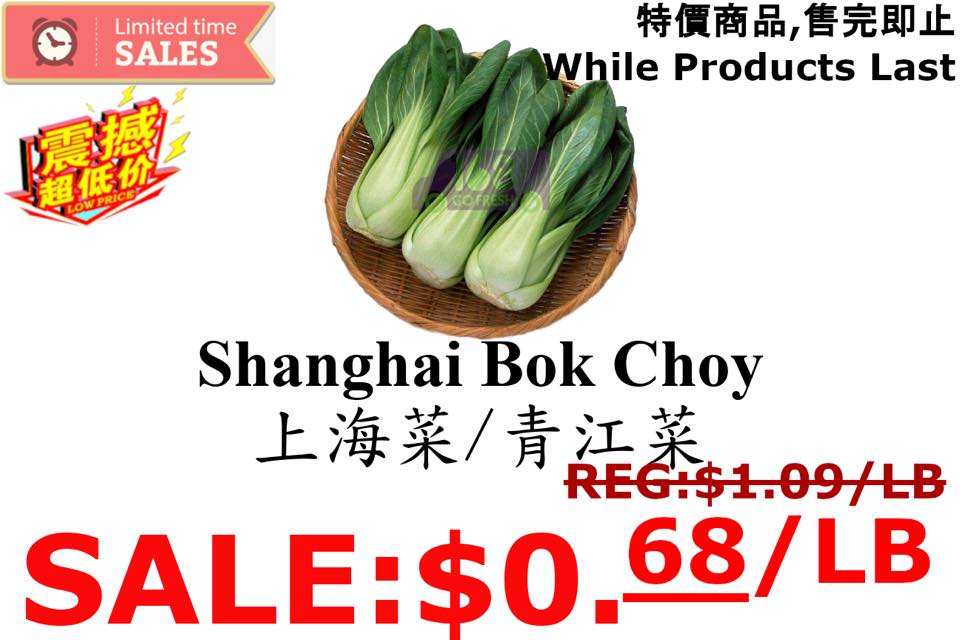 Limited time
SALES
特價商品,售完即止
While Products Last
震撼
超低价
LOW PRICE
GO FRESH
Shanghai Bok Choy
上海菜/青江菜
REG:$1.09/LB
SALE:$0.68/LB